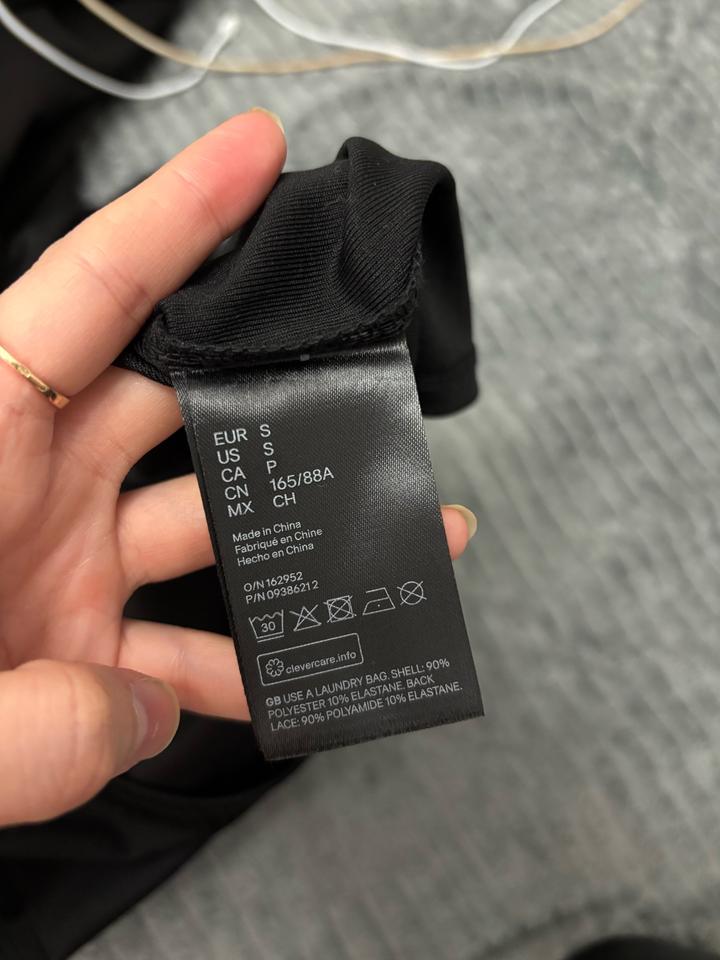 EUR S
US S
CA P
CN 165/88A
MX CH
Made in China
Fabriqué en Chine
Hecho en China
O/N 162952
P/N 09386212
30
clevercare.info
GB USE A LAUNDRY BAG. SHELL: 90%
POLYESTER 10% ELASTANE. BACK
LACE: 90% POLYAMIDE 10% ELASTANE.